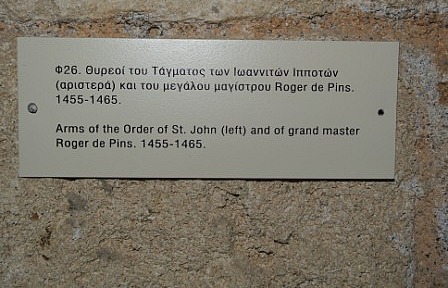 Φ26. Θυρεοί του Τάγματος των Ιωαννιτών Ιπποτών
(αριστερά) και του μεγάλου μαγίστρου Roger de Pins.
1455-1465.
Arms of the Order of St. John (left) and of grand master
Roger de Pins. 1455-1465.